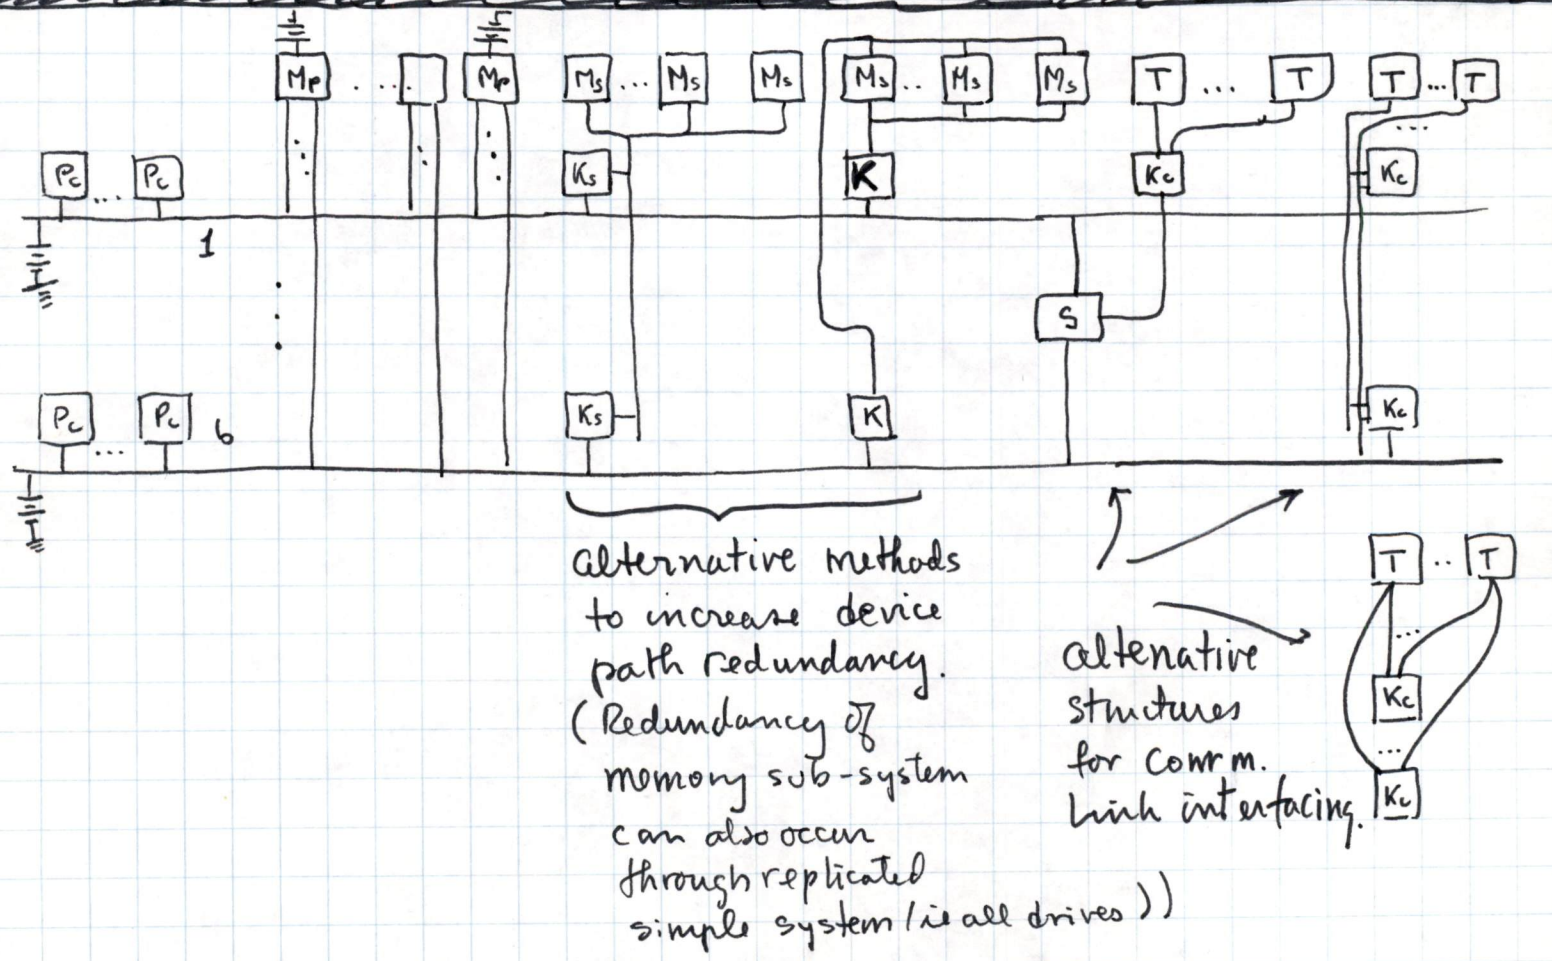 Mp .... Mp Ms ... Ms Ms Ms .. Ms Ms T ... T T ... T
...
Pc ... Pc Ks K Kc Kc
1
S
Pc ... Pc 6 Ks K Kc
alternative methods
to increase device
path redundancy.
(Redundancy of
memory sub-system
can also occur
through replicated
simple system (ie all drives))
altenative
structures
for comm.
link interfacing.
T .. T
...
Kc
...
Kc